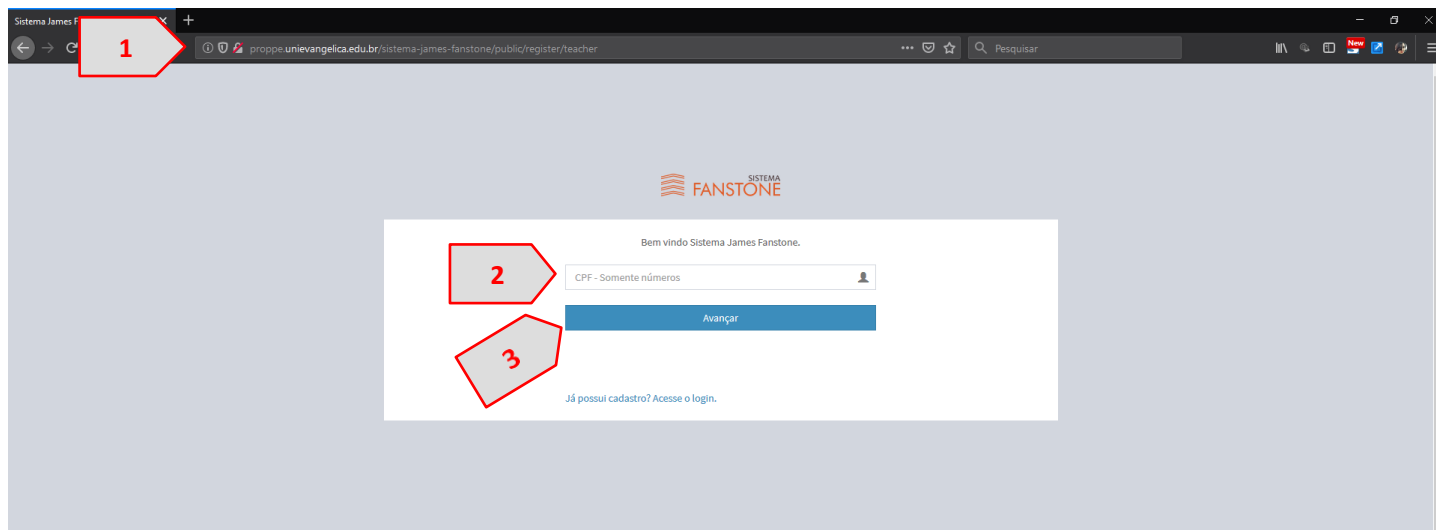 Sistema James F
1
proppe.unievangelica.edu.br/sistema-james-fanstone/public/register/teacher
Pesquisar
New
SISTEMA
FANSTONE
Bem vindo Sistema James Fanstone.
2
CPF - Somente números
Avançar
3
Já possui cadastro? Acesse o login.